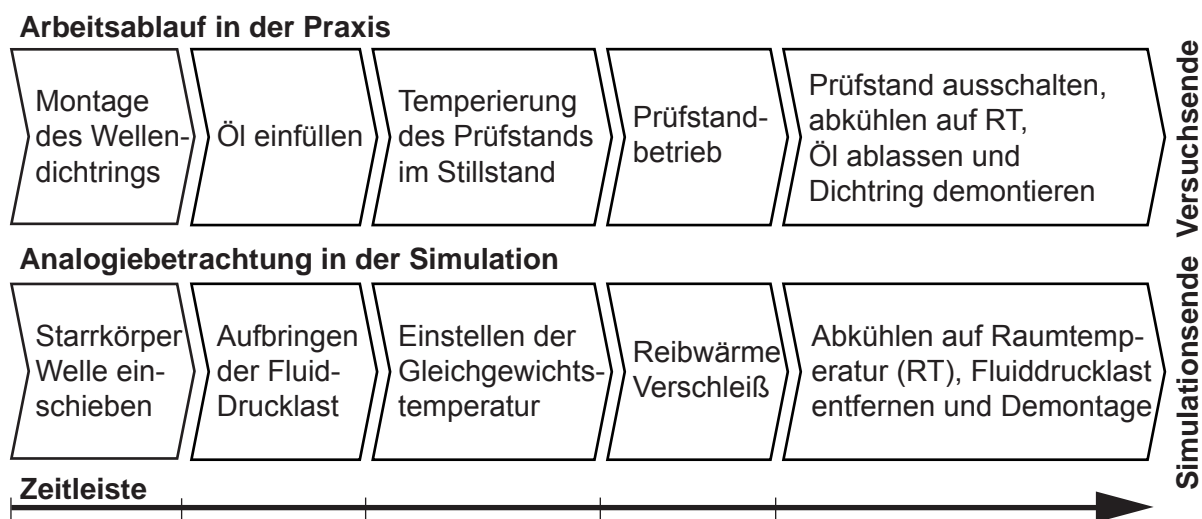 Arbeitsablauf in der Praxis
Montage
des Wellen-
dichtrings
Öl einfüllen
Temperierung
des Prüfstands
im Stillstand
Prüfstand-
betrieb
Prüfstand ausschalten,
abkühlen auf RT,
Öl ablassen und
Dichtring demontieren
Versuchsende
Analogiebetrachtung in der Simulation
Starrkörper
Welle ein-
schieben
Aufbringen
der Fluid-
Drucklast
Einstellen der
Gleichgewichts-
temperatur
Reibwärme
Verschleiß
Abkühlen auf Raumtemp-
eratur (RT), Fluiddrucklast
entfernen und Demontage
Simulationsende
Zeitleiste